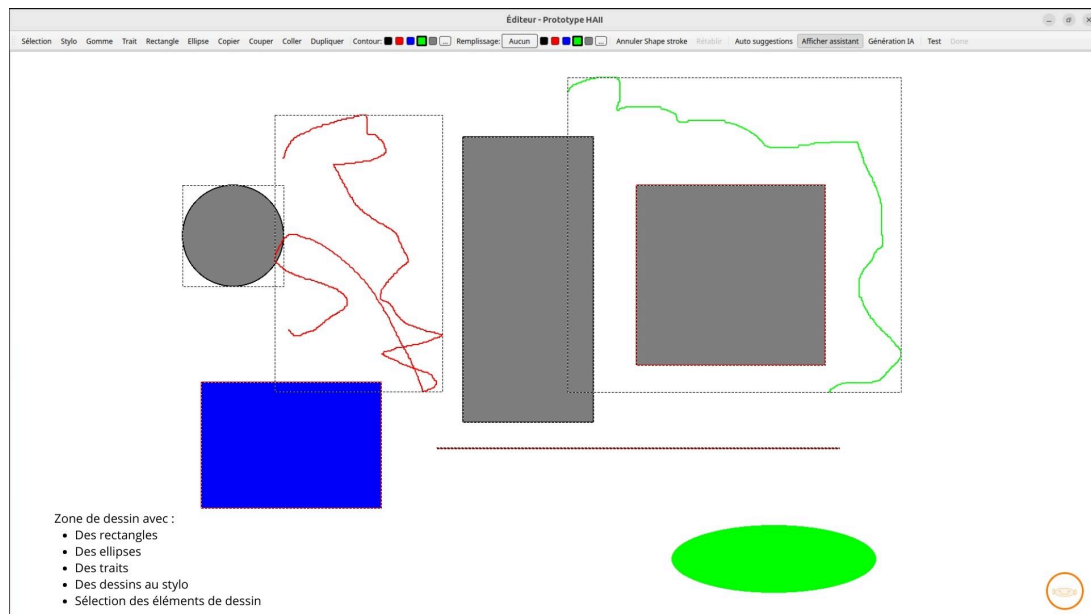 Éditeur - Prototype HAII
Sélection Stylo Gomme Trait Rectangle Ellipse Copier Couper Coller Dupliquer Contour: ... Remplissage: Aucun ... Annuler Shape stroke Rétablir Auto suggestions Afficher assistant Génération IA Test Done
Zone de dessin avec :
• Des rectangles
• Des ellipses
• Des traits
• Des dessins au stylo
• Sélection des éléments de dessin